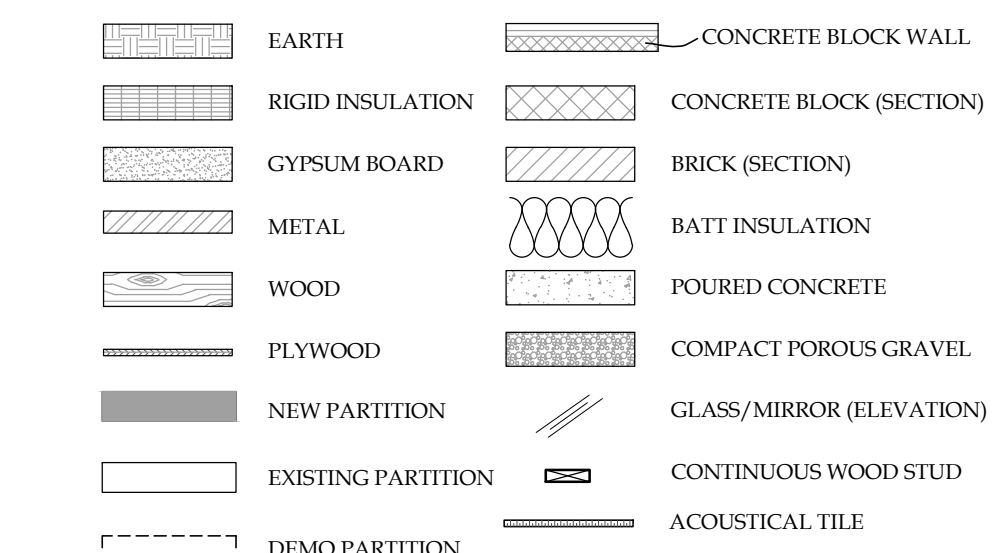 EARTH
RIGID INSULATION
GYPSUM BOARD
METAL
WOOD
PLYWOOD
NEW PARTITION
EXISTING PARTITION
DEMO PARTITION
CONCRETE BLOCK WALL
CONCRETE BLOCK (SECTION)
BRICK (SECTION)
BATT INSULATION
POURED CONCRETE
COMPACT POROUS GRAVEL
GLASS/MIRROR (ELEVATION)
CONTINUOUS WOOD STUD
ACOUSTICAL TILE